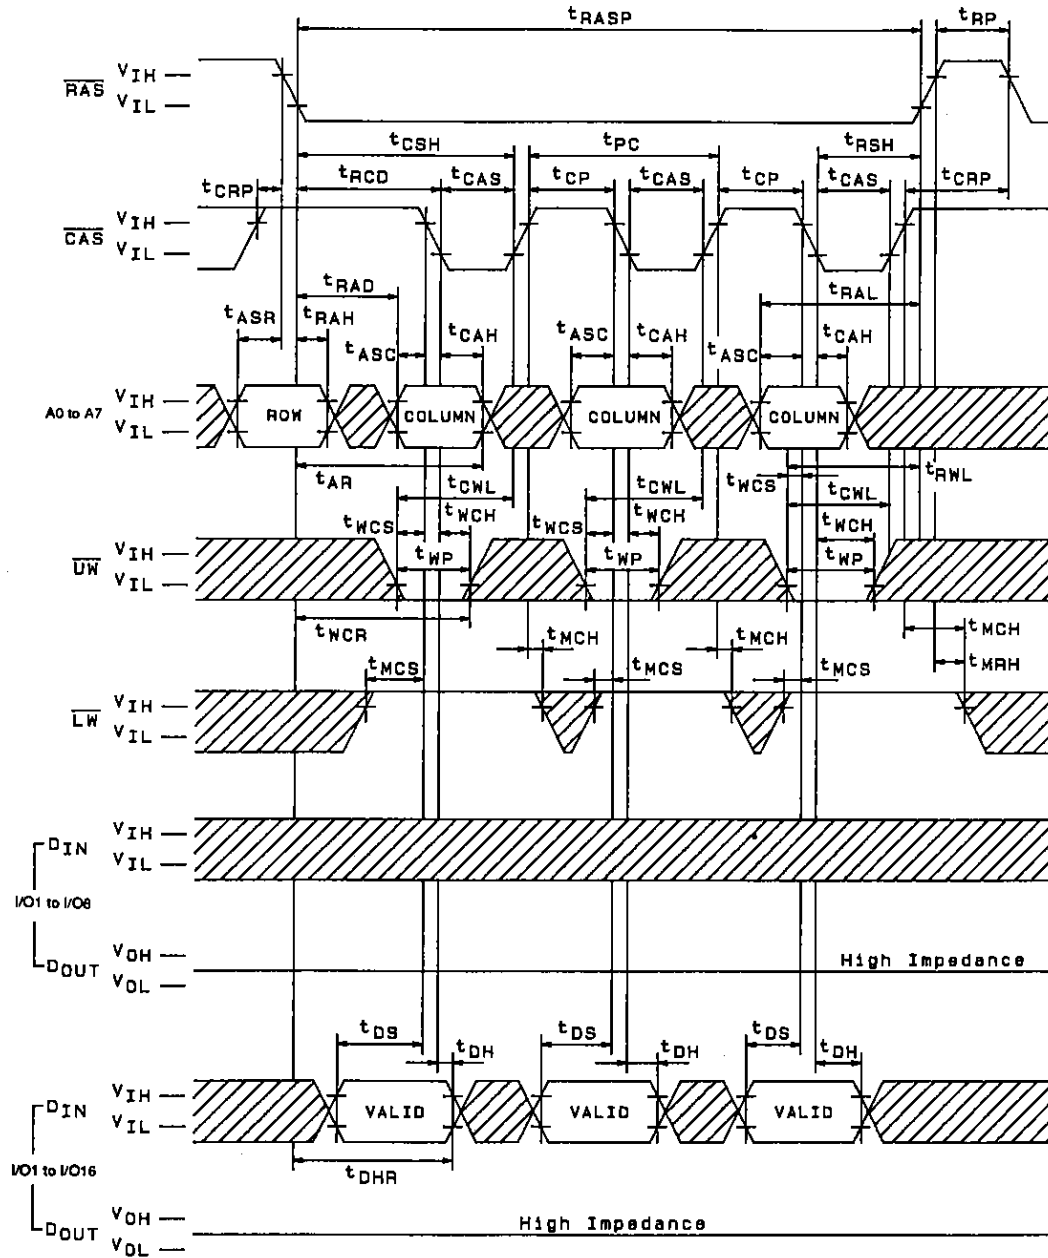 tRASP tRP
RAS VIH
VIL
tCSH tPC tRSH
tCRP tRCD tCAS tCP tCAS tCP tCAS tCRP
CAS VIH
VIL
tRAD tRAL
tASR tRAH tASC tCAH tASC tCAH tASC tCAH
A0 to A7 VIH
VIL
ROW COLUMN COLUMN COLUMN
tAR tCWL tCWL tWCS tRWL
tCWL
tWCS tWCH tWCS tWCH tWCH
UW VIH
VIL
tWP tWP tWP
tWCR tMCH tMCH tMCH
tMCS tMCS tMCS tMRH
LW VIH
VIL
DIN VIH
VIL
I/O1 to I/O8
DOUT VOH
VOL
High Impedance
tDS tDH tDS tDH tDS tDH
DIN VIH
VIL
VALID VALID VALID
I/O1 to I/O16
tDHR
DOUT VOH
VOL
High Impedance